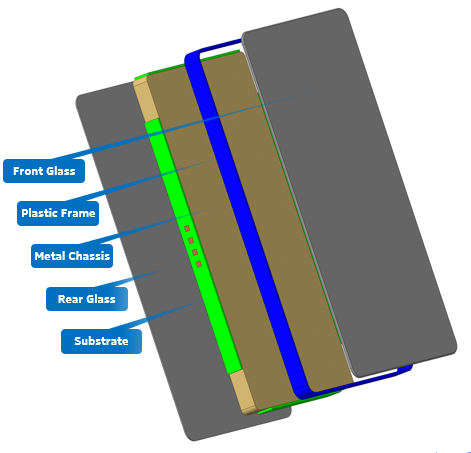 Front Glass
Plastic Frame
Metal Chassis
Rear Glass
Substrate